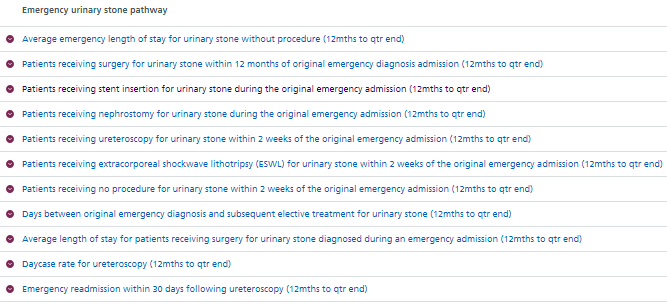 Emergency urinary stone pathway
Average emergency length of stay for urinary stone without procedure (12mths to qtr end)
Patients receiving surgery for urinary stone within 12 months of original emergency diagnosis admission (12mths to qtr end)
Patients receiving stent insertion for urinary stone during the original emergency admission (12mths to qtr end)
Patients receiving nephrostomy for urinary stone during the original emergency admission (12mths to qtr end)
Patients receiving ureteroscopy for urinary stone within 2 weeks of the original emergency admission (12mths to qtr end)
Patients receiving extracorporeal shockwave lithotripsy (ESWL) for urinary stone within 2 weeks of the original emergency admission (12mths to qtr end)
Patients receiving no procedure for urinary stone within 2 weeks of the original emergency admission (12mths to qtr end)
Days between original emergency diagnosis and subsequent elective treatment for urinary stone (12mths to qtr end)
Average length of stay for patients receiving surgery for urinary stone diagnosed during an emergency admission (12mths to qtr end)
Daycase rate for ureteroscopy (12mths to qtr end)
Emergency readmission within 30 days following ureteroscopy (12mths to qtr end)